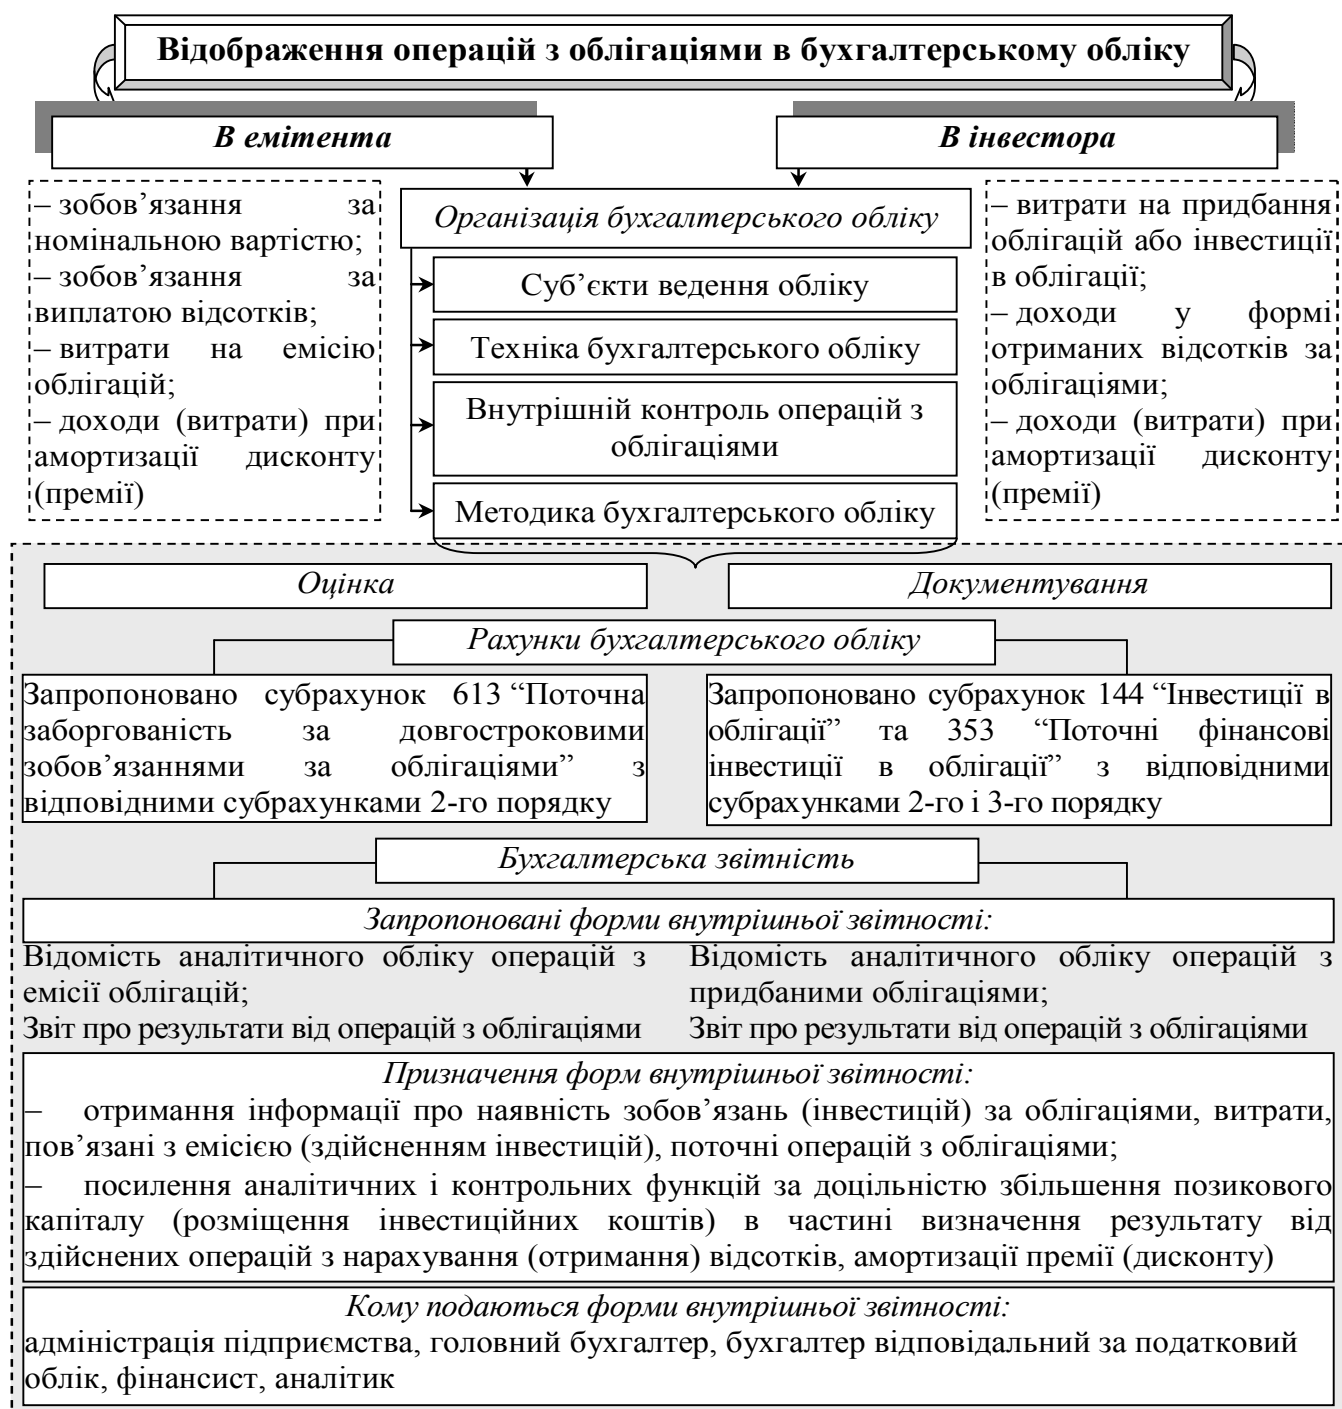 Відображення операцій з облігаціями в бухгалтерському обліку
В емітента
В інвестора
– зобов’язання за
номінальною вартістю;
– зобов’язання за
виплатою відсотків;
– витрати на емісію
облігацій;
– доходи (витрати) при
амортизації дисконту
(премії)
Організація бухгалтерського обліку
Суб’єкти ведення обліку
Техніка бухгалтерського обліку
Внутрішній контроль операцій з
облігаціями
Методика бухгалтерського обліку
– витрати на придбання
облігацій або інвестиції
в облігації;
– доходи у формі
отриманих відсотків за
облігаціями;
– доходи (витрати) при
амортизації дисконту
(премії)
Оцінка
Документування
Рахунки бухгалтерського обліку
Запропоновано субрахунок 613 “Поточна
заборгованість за довгостроковими
зобов’язаннями за облігаціями” з
відповідними субрахунками 2-го порядку
Запропоновано субрахунок 144 “Інвестиції в
облігації” та 353 “Поточні фінансові
інвестиції в облігації” з відповідними
субрахунками 2-го і 3-го порядку
Бухгалтерська звітність
Запропоновані форми внутрішньої звітності:
Відомість аналітичного обліку операцій з
емісії облігацій;
Звіт про результати від операцій з облігаціями
Відомість аналітичного обліку операцій з
придбаними облігаціями;
Звіт про результати від операцій з облігаціями
Призначення форм внутрішньої звітності:
– отримання інформації про наявність зобов’язань (інвестицій) за облігаціями, витрати,
пов’язані з емісією (здійсненням інвестицій), поточні операцій з облігаціями;
– посилення аналітичних і контрольних функцій за доцільністю збільшення позикового
капіталу (розміщення інвестиційних коштів) в частині визначення результату від
здійснених операцій з нарахування (отримання) відсотків, амортизації премії (дисконту)
Кому подаються форми внутрішньої звітності:
адміністрація підприємства, головний бухгалтер, бухгалтер відповідальний за податковий
облік, фінансист, аналітик